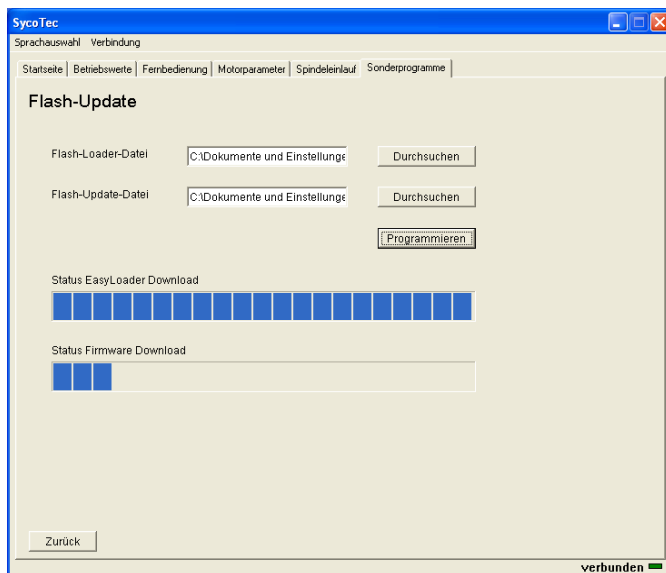 SycoTec
Sprachauswahl Verbindung
Startseite Betriebswerte Fernbedienung Motorparameter Spindeleinlauf Sonderprogramme
Flash-Update
Flash-Loader-Datei C:\Dokumente und Einstellunge Durchsuchen
Flash-Update-Datei C:\Dokumente und Einstellunge Durchsuchen
Programmieren
Status EasyLoader Download
Status Firmware Download
Zurück
verbunden